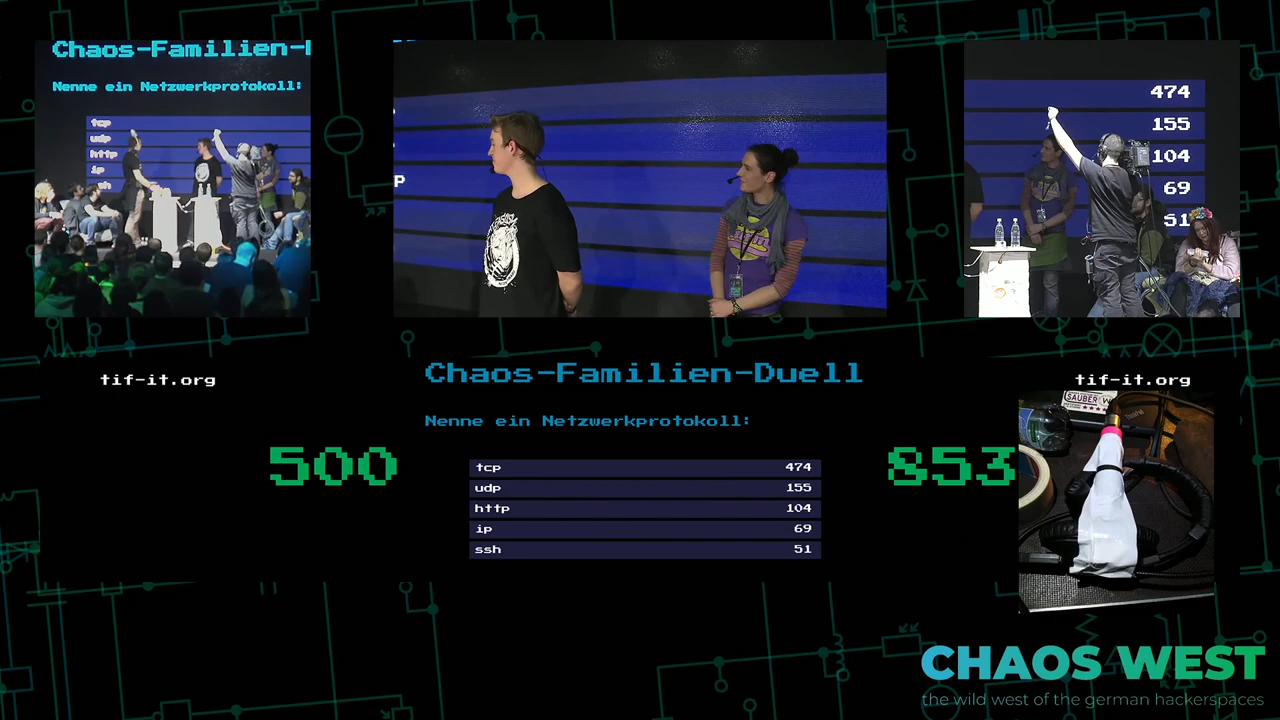 Chaos-Familien-
Nenne ein Netzwerkprotokoll:
tcp
udp
http
ip
sh
P
474
155
104
69
51
tif-it.org
Chaos-Familien-Duell
tif-it.org
Nenne ein Netzwerkprotokoll:
SAUBER
500
853
tcp 474
udp 155
http 104
ip 69
ssh 51
CHAOS WEST
the wild west of the german hackerspaces